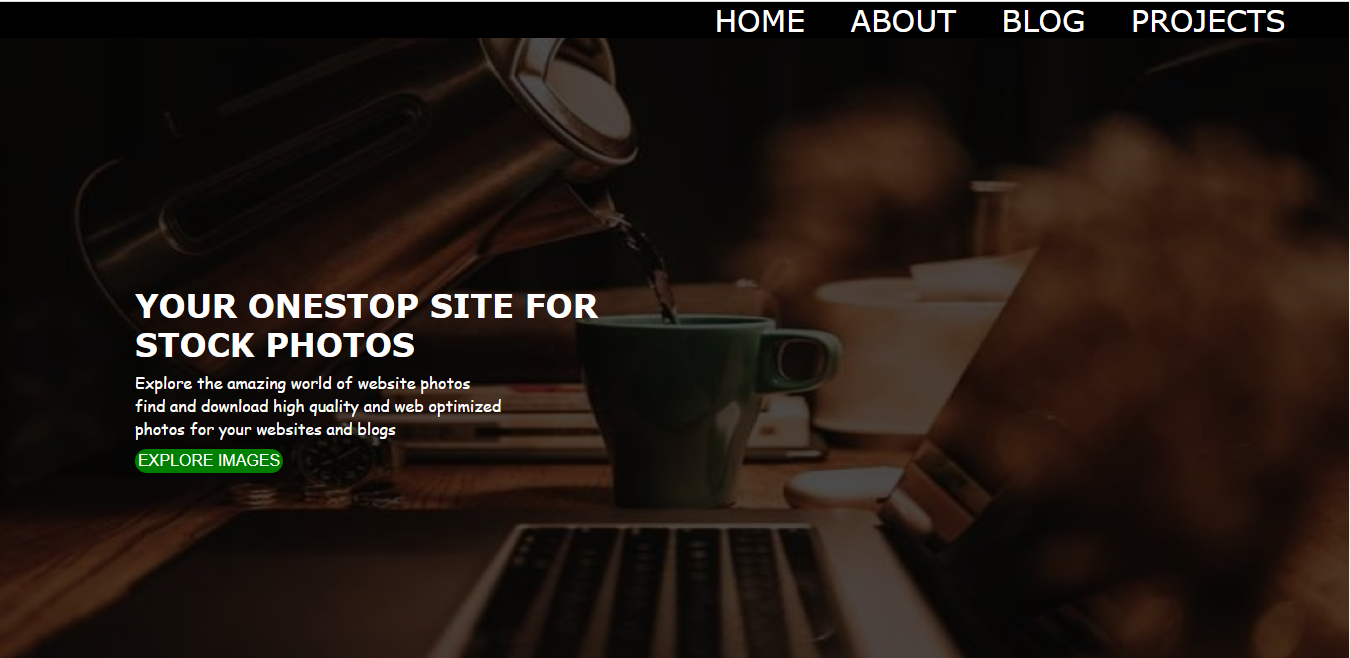 HOME ABOUT BLOG PROJECTS
YOUR ONESTOP SITE FOR
STOCK PHOTOS
Explore the amazing world of website photos
find and download high quality and web optimized
photos for your websites and blogs
EXPLORE IMAGES